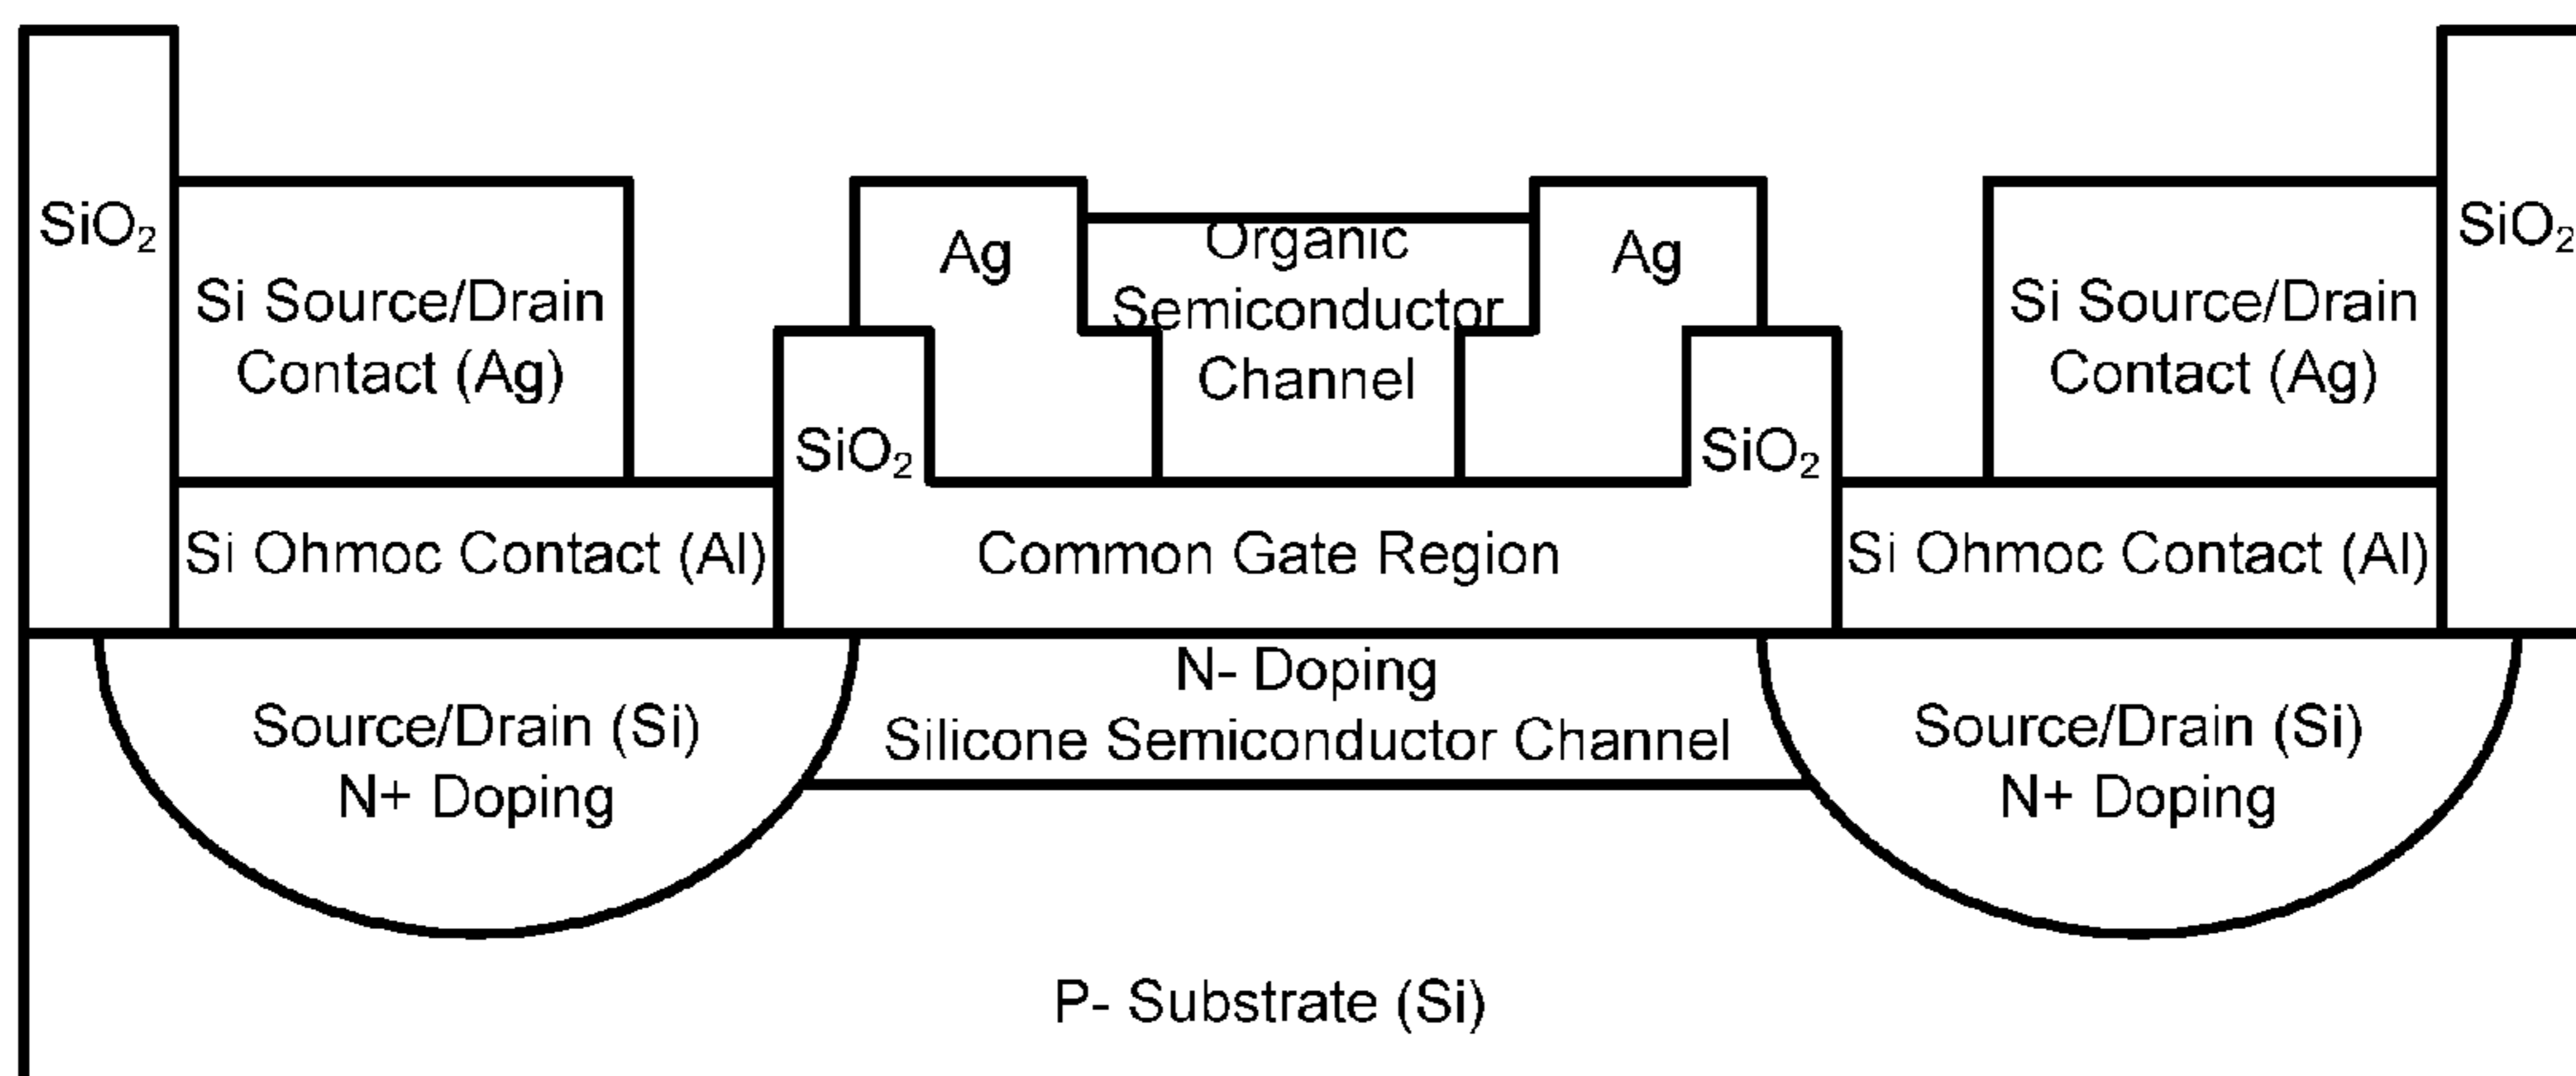 SiO₂
Si Source/Drain
Contact (Ag)
Ag
Organic
Semiconductor
Channel
Ag
Si Source/Drain
Contact (Ag)
SiO₂
SiO₂
SiO₂
Si Ohmoc Contact (Al)
Common Gate Region
Si Ohmoc Contact (Al)
Source/Drain (Si)
N+ Doping
N- Doping
Silicone Semiconductor Channel
Source/Drain (Si)
N+ Doping
P- Substrate (Si)